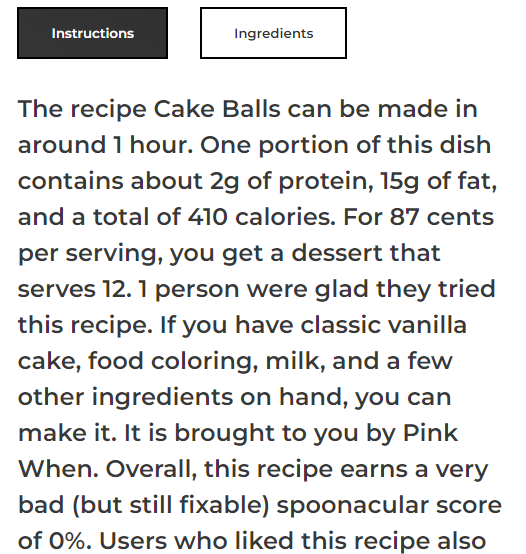 Instructions
Ingredients
The recipe Cake Balls can be made in
around 1 hour. One portion of this dish
contains about 2g of protein, 15g of fat,
and a total of 410 calories. For 87 cents
per serving, you get a dessert that
serves 12. 1 person were glad they tried
this recipe. If you have classic vanilla
cake, food coloring, milk, and a few
other ingredients on hand, you can
make it. It is brought to you by Pink
When. Overall, this recipe earns a very
bad (but still fixable) spoonacular score
of 0%. Users who liked this recipe also